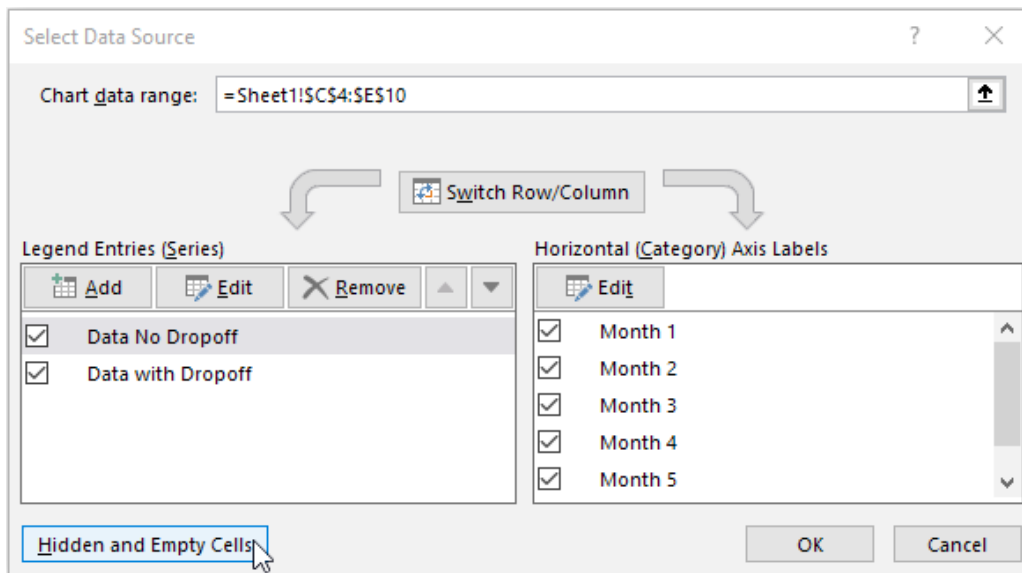 Select Data Source
?
Chart data range: =Sheet1!$C$4:$E$10
Switch Row/Column
Legend Entries (Series)
Add Edit Remove
Data No Dropoff
Data with Dropoff
Horizontal (Category) Axis Labels
Edit
Month 1
Month 2
Month 3
Month 4
Month 5
Hidden and Empty Cells
OK Cancel